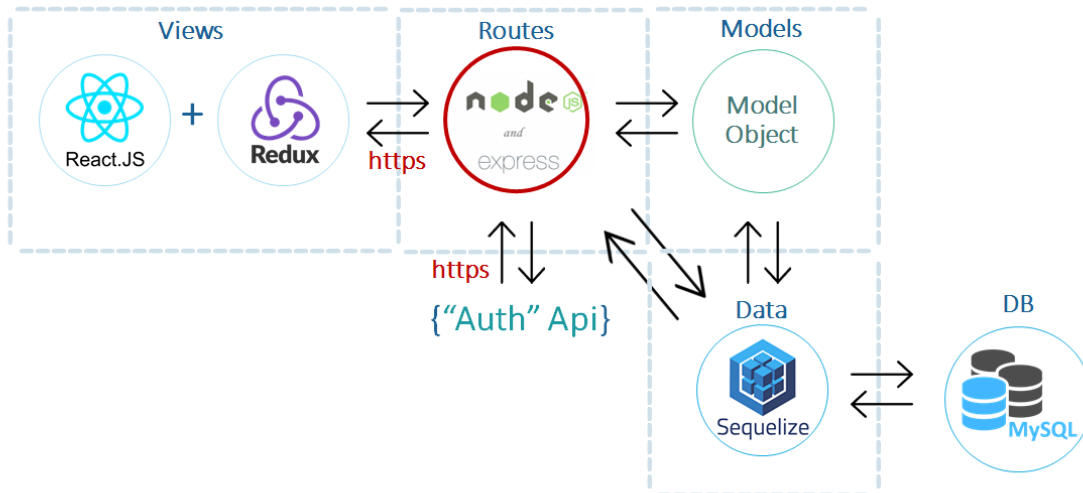 Views
Routes
Models
React.JS
+
Redux
https
node
JS
and
express
Model
Object
https
{“Auth” Api}
Data
Sequelize
DB
MySQL